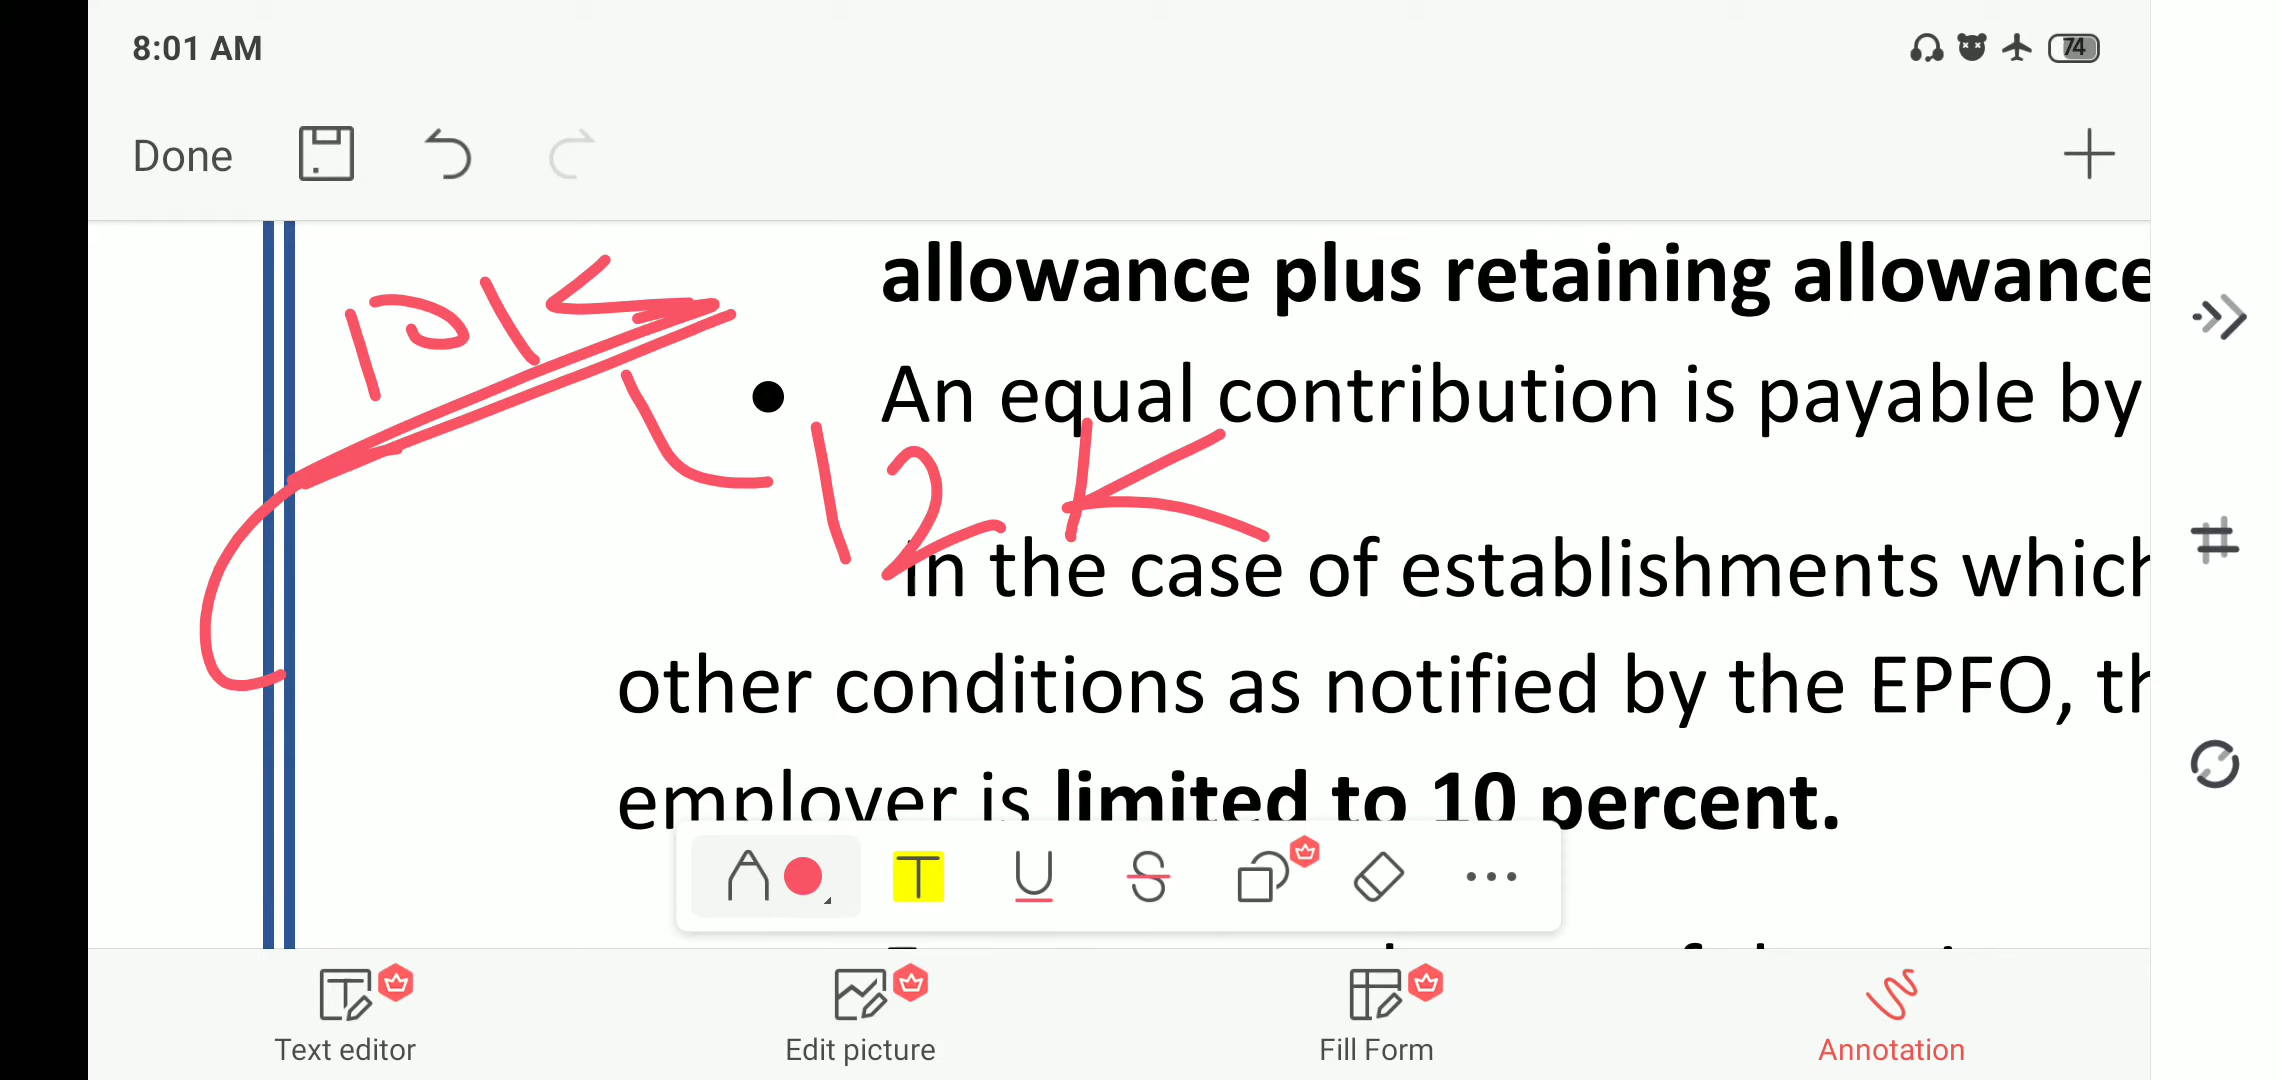 8:01 AM
74
Done
allowance plus retaining allowance
10K
An equal contribution is payable by
12K
In the case of establishments which
other conditions as notified by the EPFO, th
employer is limited to 10 percent.
T
U
S
Text editor
Edit picture
Fill Form
Annotation